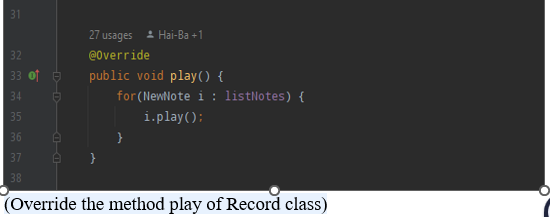 31
27 usages Hai-Ba +1
32 @Override
33 public void play() {
34 for(NewNote i : listNotes) {
35 i.play();
36 }
37 }
38
(Override the method play of Record class)